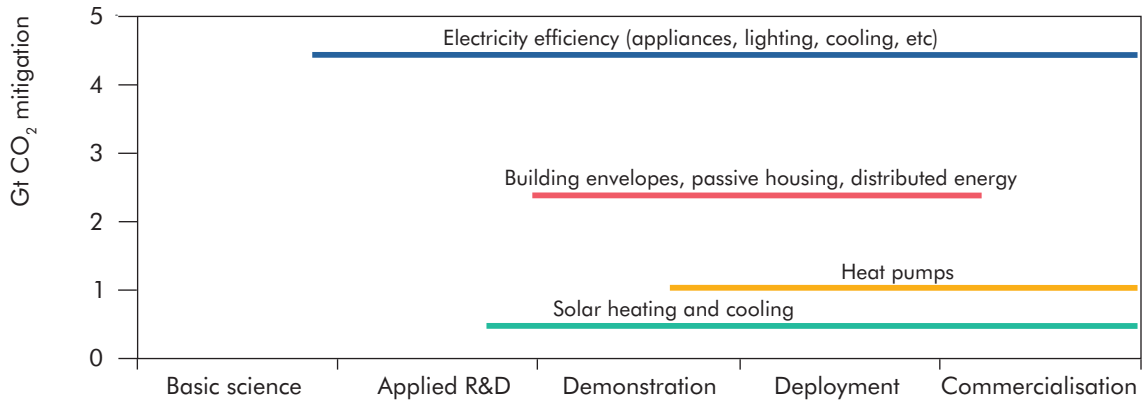 5
Electricity efficiency (appliances, lighting, cooling, etc)
4
Gt CO₂ mitigation
3
Building envelopes, passive housing, distributed energy
2
Heat pumps
1
Solar heating and cooling
0
Basic science Applied R&D Demonstration Deployment Commercialisation